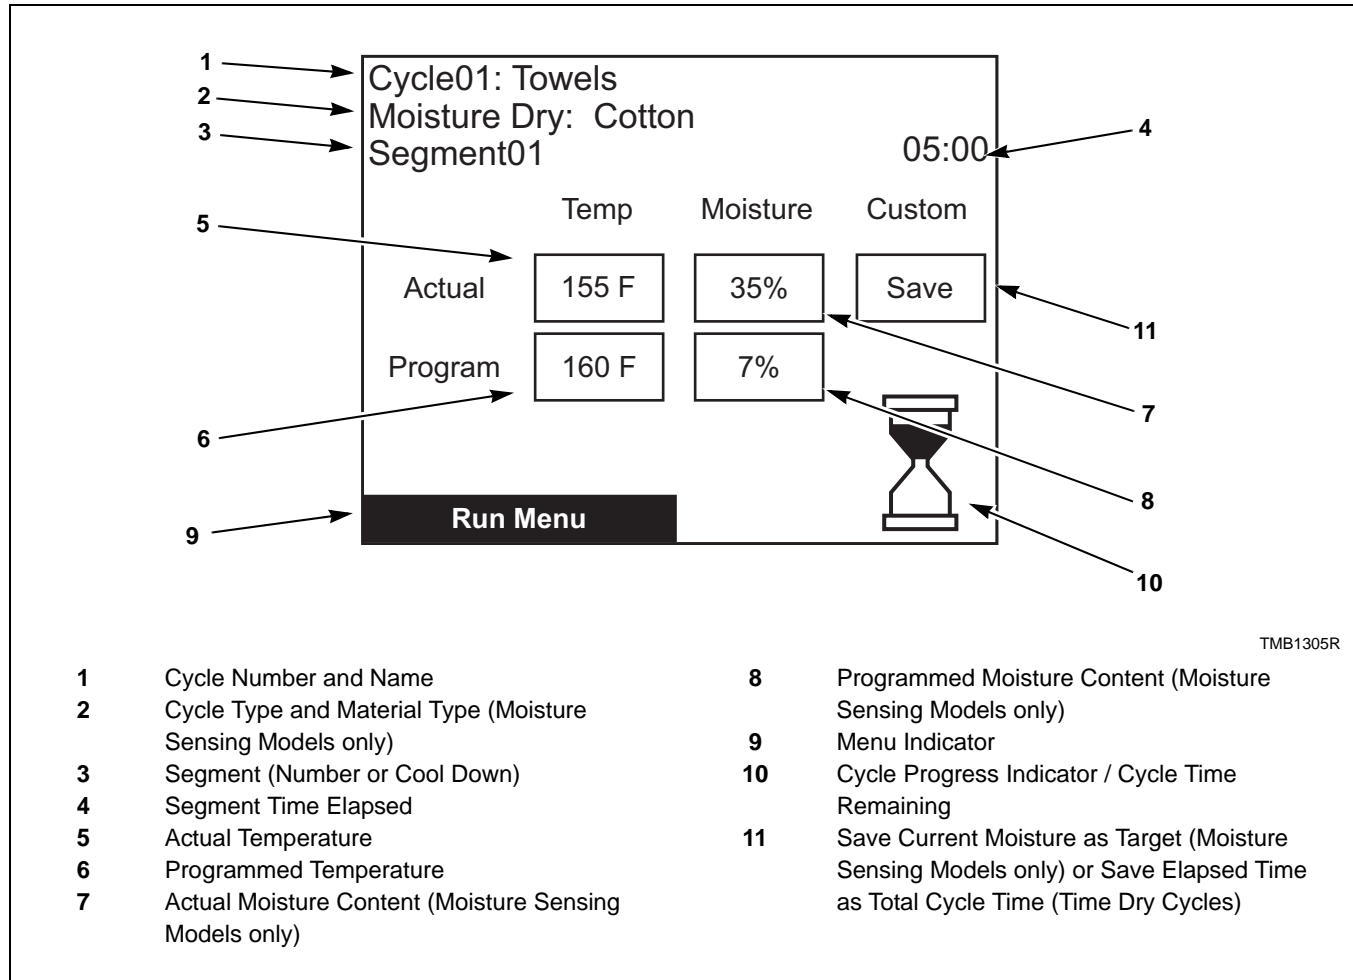 1
Cycle01: Towels
2
Moisture Dry: Cotton
3
Segment01
05:00
4
Temp Moisture Custom
5
Actual 155 F 35% Save
11
Program 160 F 7%
7
6
8
9
Run Menu
10
TMB1305R
1 Cycle Number and Name
2 Cycle Type and Material Type (Moisture
Sensing Models only)
3 Segment (Number or Cool Down)
4 Segment Time Elapsed
5 Actual Temperature
6 Programmed Temperature
7 Actual Moisture Content (Moisture Sensing
Models only)
8 Programmed Moisture Content (Moisture
Sensing Models only)
9 Menu Indicator
10 Cycle Progress Indicator / Cycle Time
Remaining
11 Save Current Moisture as Target (Moisture
Sensing Models only) or Save Elapsed Time
as Total Cycle Time (Time Dry Cycles)